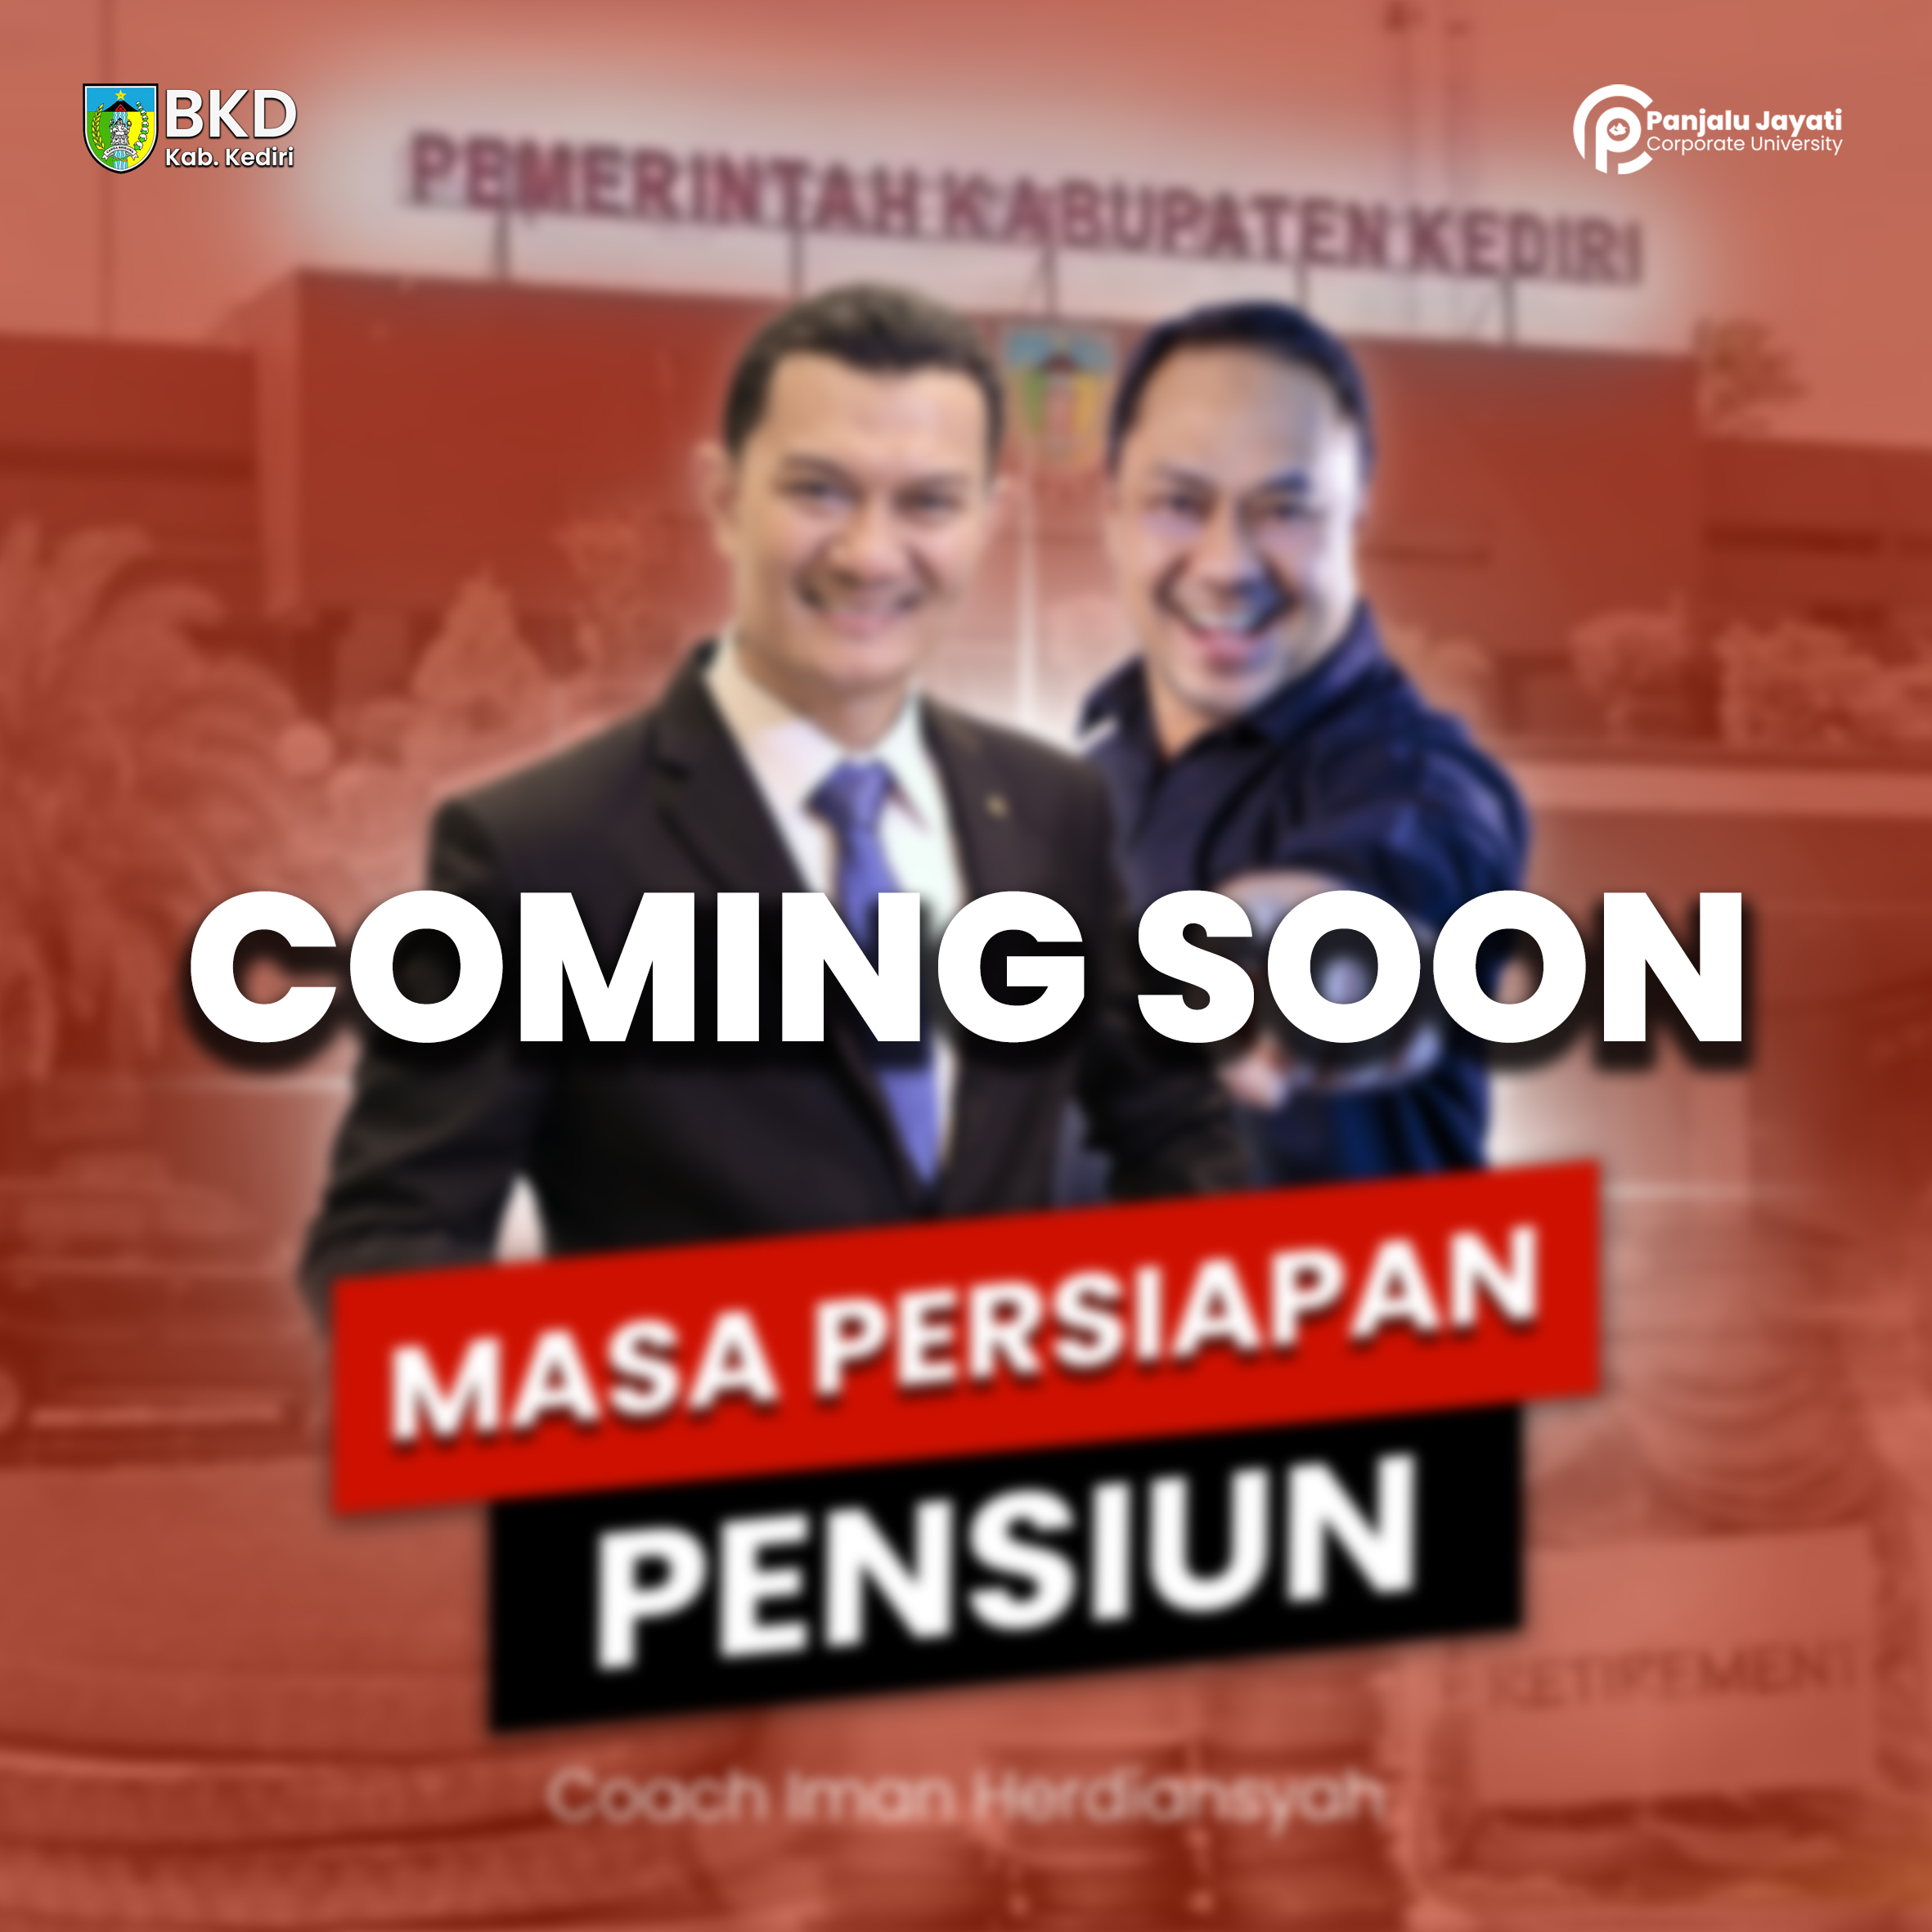 BKD
Kab. Kediri
Panjalu Jayati
Corporate University
PEMERINTAH KABUPATEN KEDIRI
COMING SOON
MASA PERSIAPAN
PENSIUN
RETIREMENT
Coach Iman Herdiansyah